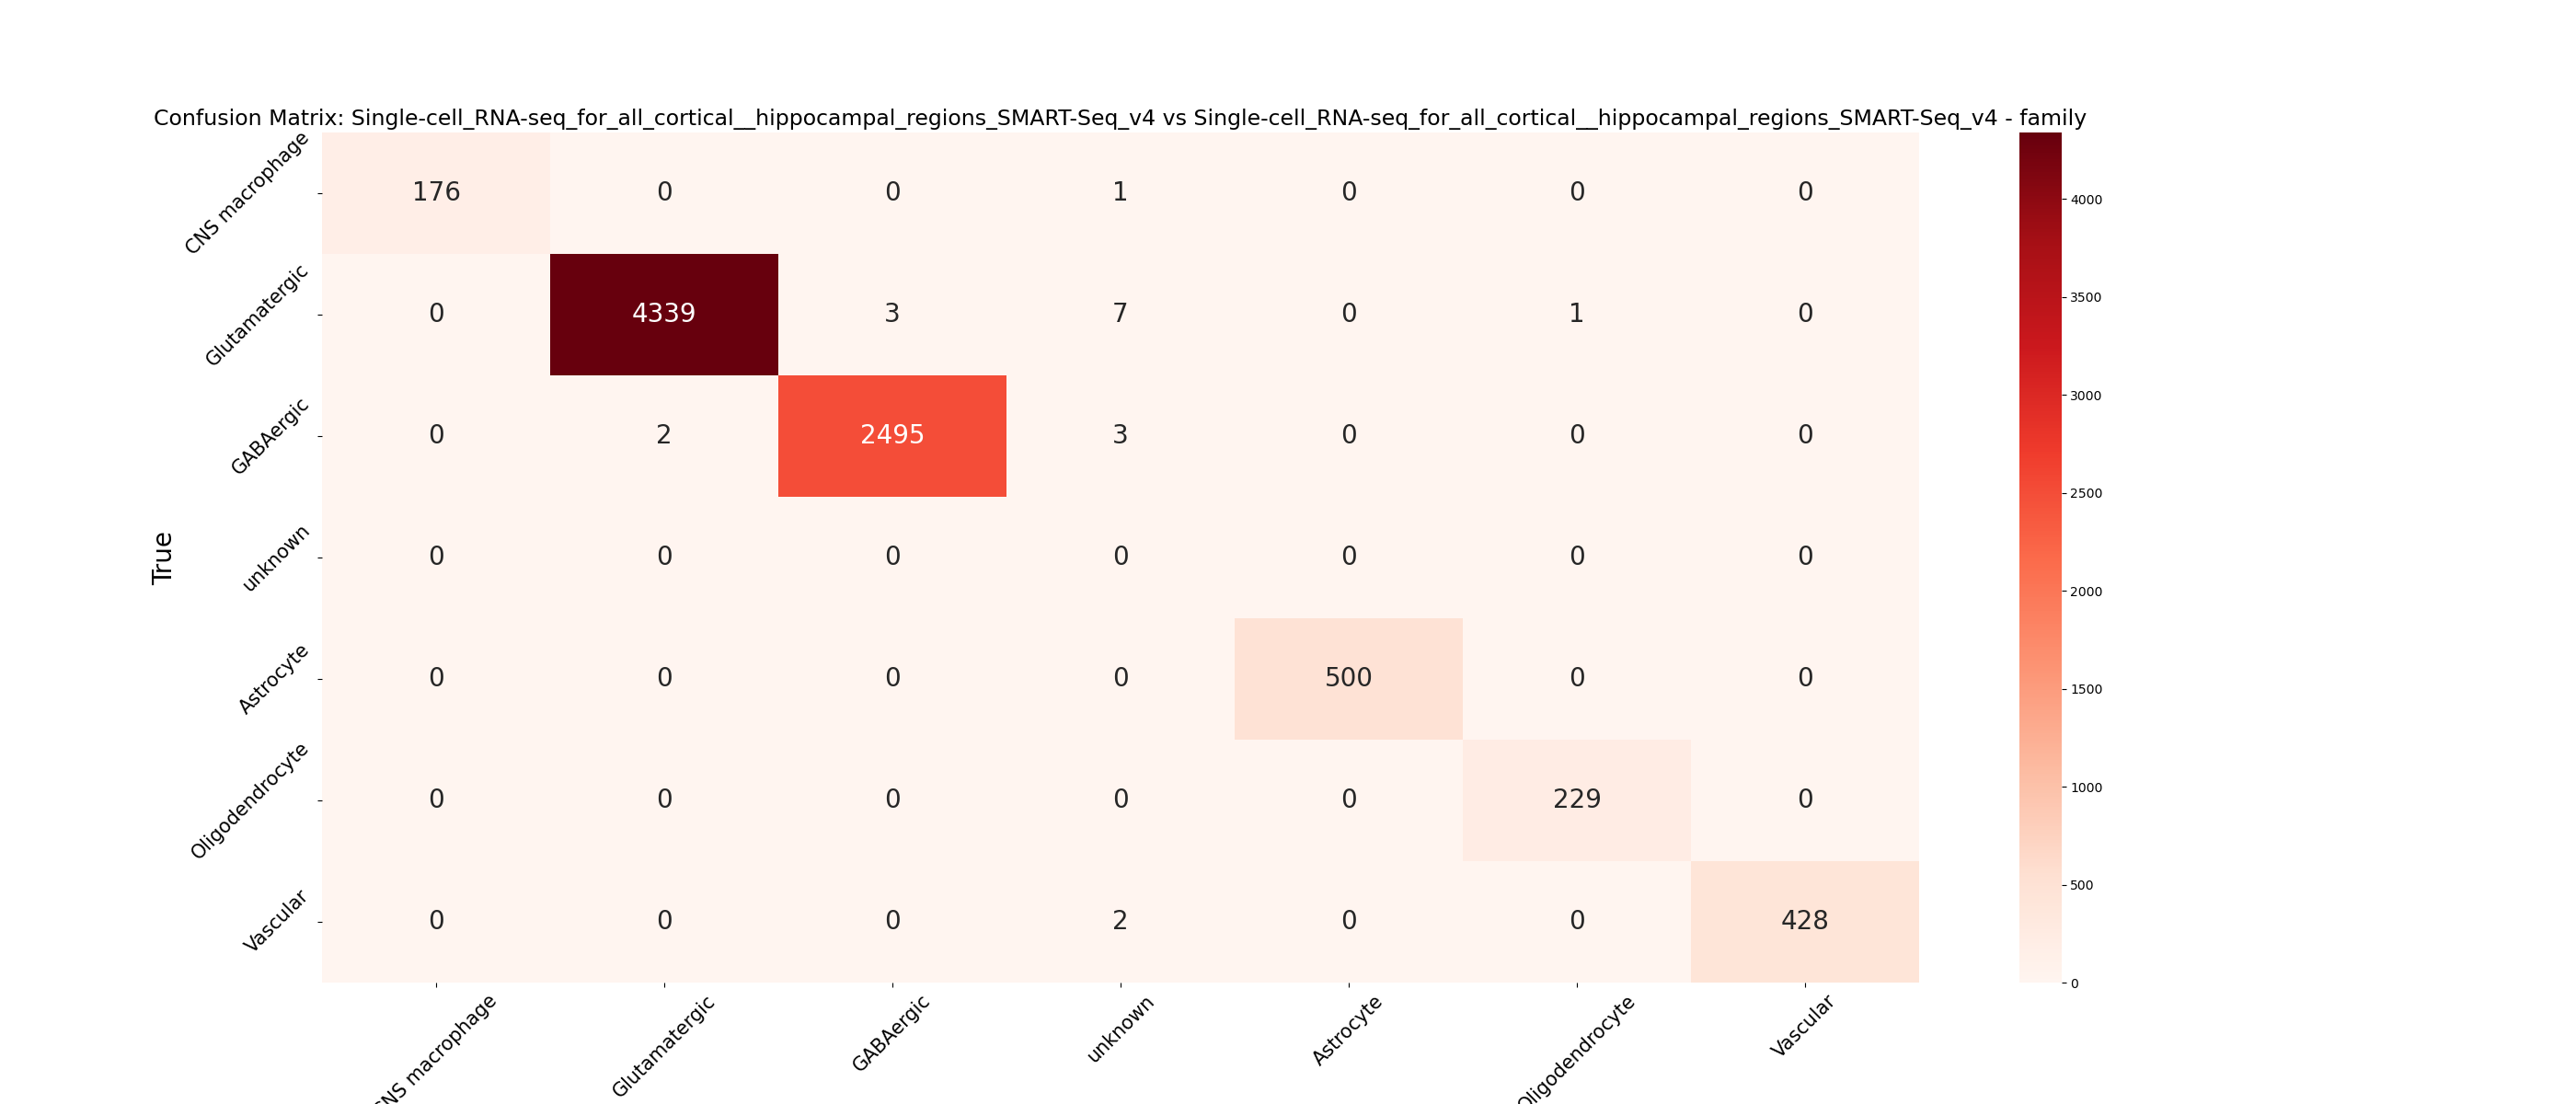 Confusion Matrix: Single-cell_RNA-seq_for_all_cortical__hippocampal_regions_SMART-Seq_v4 vs Single-cell_RNA-seq_for_all_cortical__hippocampal_regions_SMART-Seq_v4 - family
True
CNS macrophage 176 0 0 1 0 0 0
Glutamatergic 0 4339 3 7 0 1 0
GABAergic 0 2 2495 3 0 0 0
unknown 0 0 0 0 0 0 0
Astrocyte 0 0 0 0 500 0 0
Oligodendrocyte 0 0 0 0 0 229 0
Vascular 0 0 0 2 0 0 428
CNS macrophage Glutamatergic GABAergic unknown Astrocyte Oligodendrocyte Vascular
4000
3500
3000
2500
2000
1500
1000
500
0